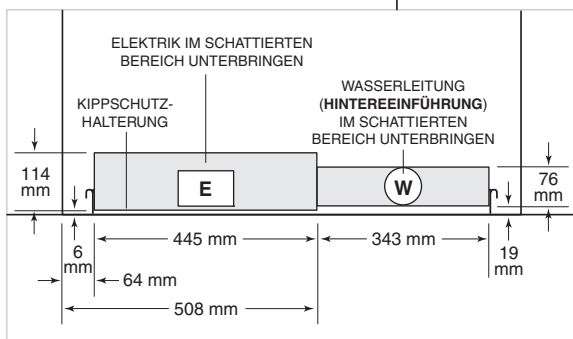 ELEKTRIK IM SCHATTIERTEN
BEREICH UNTERBRINGEN
KIPPSCHUTZ-
HALTERUNG
WASSERLEITUNG
(HINTEREEINFÜHRUNG)
IM SCHATTIERTEN
BEREICH UNTERBRINGEN
114
mm
E
W
76
mm
6
mm
445 mm
343 mm
19
mm
64 mm
508 mm